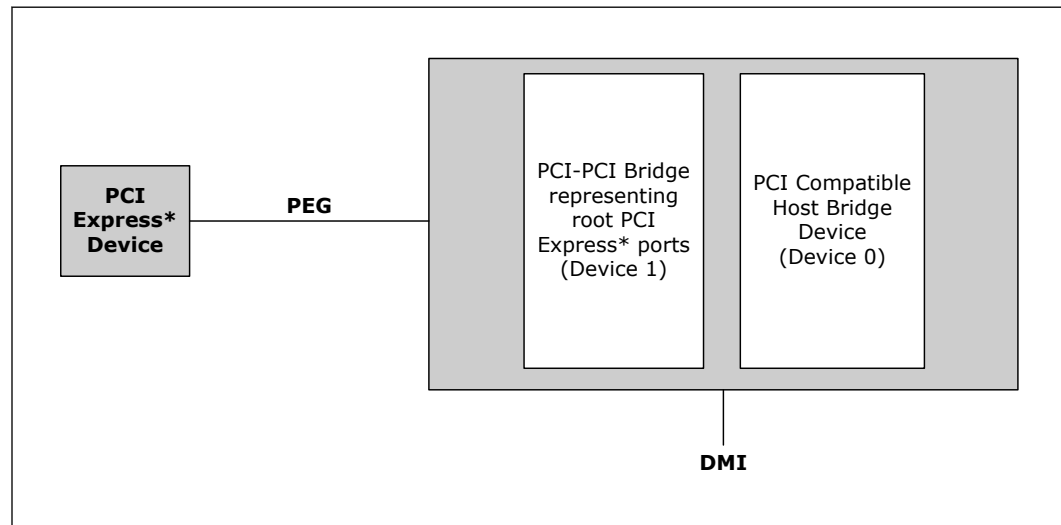 PCI
Express*
Device
PEG
PCI-PCI Bridge
representing
root PCI
Express* ports
(Device 1)
PCI Compatible
Host Bridge
Device
(Device 0)
DMI